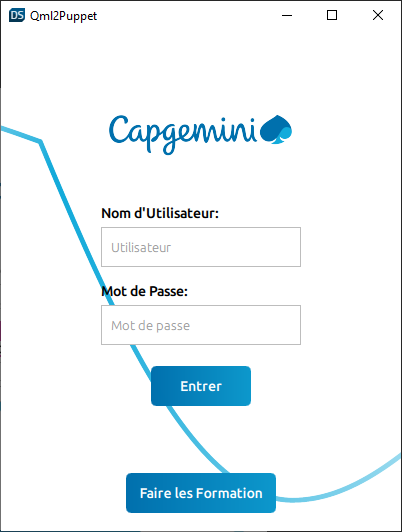 DS Qml2Puppet
Capgemini
Nom d'Utilisateur:
Utilisateur
Mot de Passe:
Mot de passe
Entrer
Faire les Formation